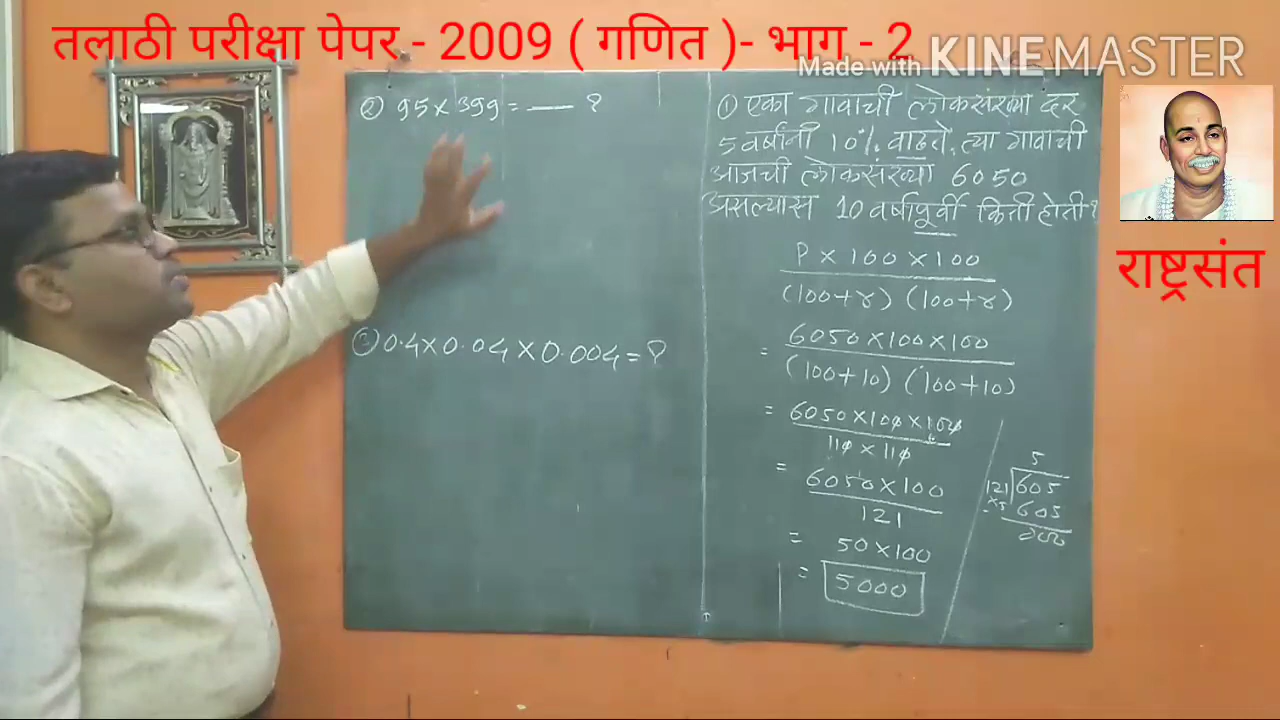 तलाठी परीक्षा पेपर - 2009 ( गणित )- भाग - 2
Made with KINEMASTER
राष्ट्रसंत
② 95 × 399 = — ?
③ 0.4 × 0.04 × 0.004 = ?
① एका गावाची लोकसंख्या दर
5 वर्षांनी 10% वाढते. त्या गावाची
आजची लोकसंख्या 6050
असल्यास 10 वर्षापूर्वी किती होती?
P × 100 × 100
(100+r) (100+r)
= 6050 × 100 × 100
(100+10) (100+10)
= 6050 × 100 × 100
110 × 110
= 6050 × 100
121
= 50 × 100
= 5000
5
121 605
×5 605
000